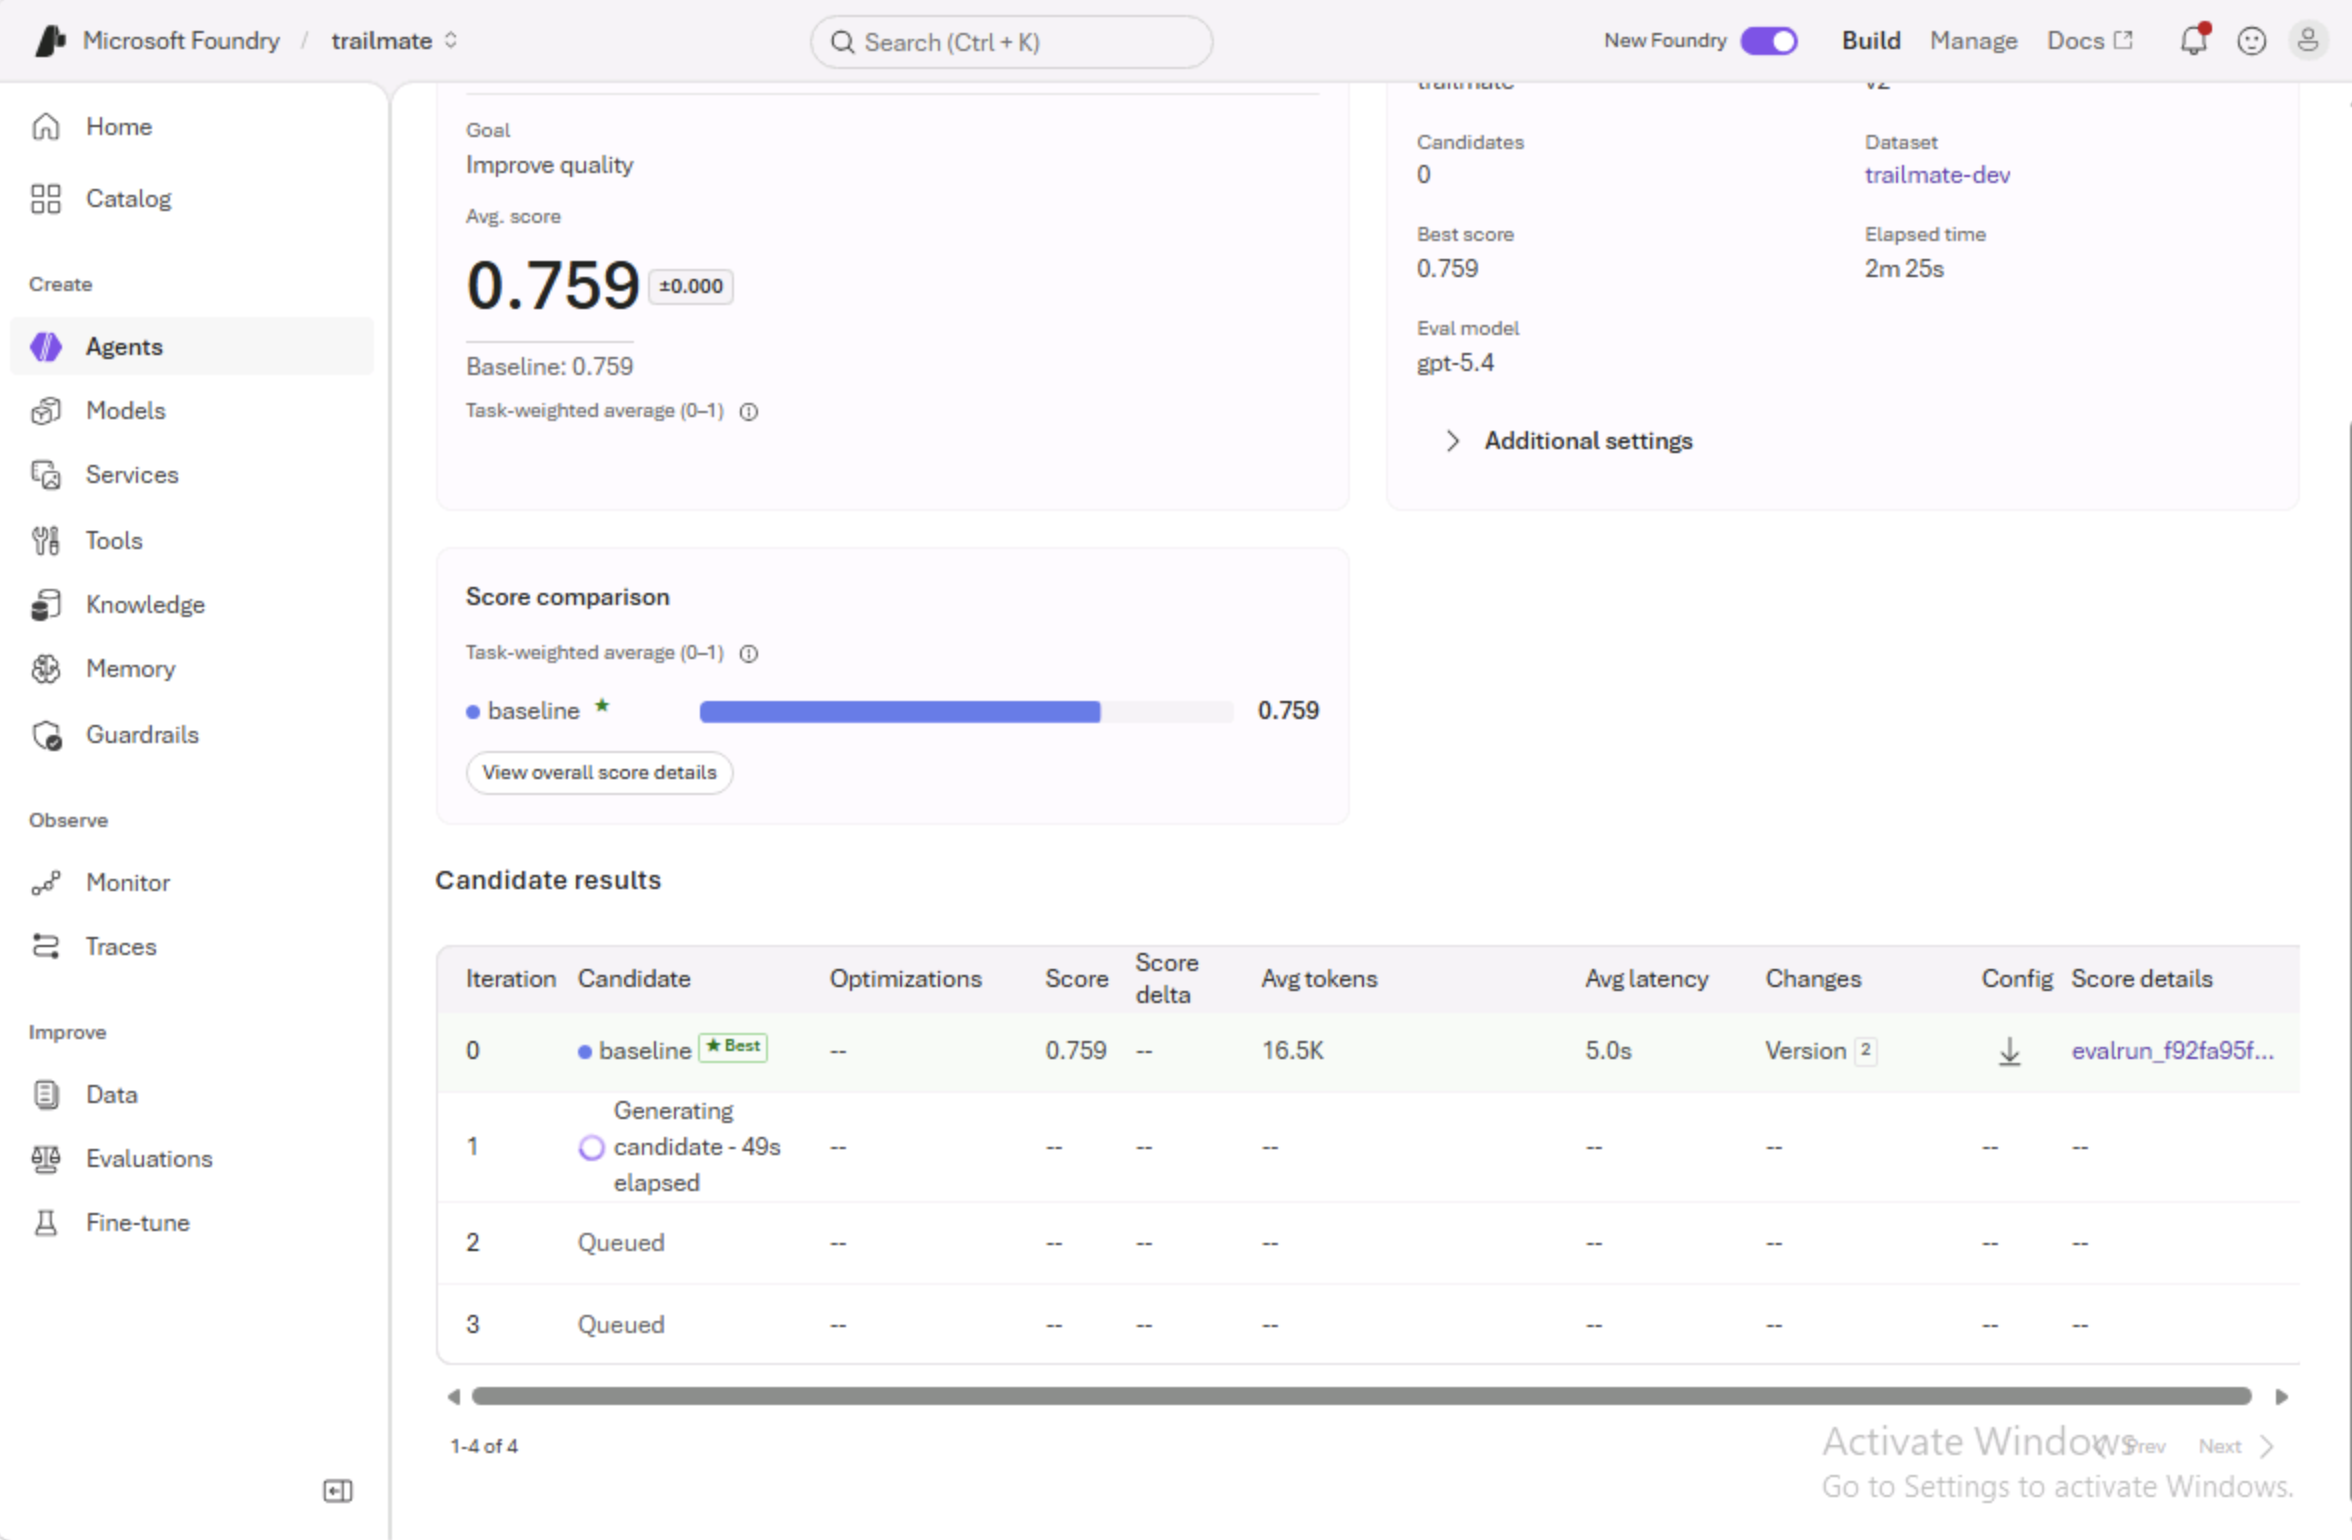 Microsoft Foundry / trailmate
Search (Ctrl + K)
New Foundry
Build
Manage
Docs
Home
Catalog
Create
Agents
Models
Services
Tools
Knowledge
Memory
Guardrails
Observe
Monitor
Traces
Improve
Data
Evaluations
Fine-tune
Goal
Improve quality
Avg. score
0.759 ±0.000
Baseline: 0.759
Task-weighted average (0–1)
trailmate
v2
Candidates
0
Dataset
trailmate-dev
Best score
0.759
Elapsed time
2m 25s
Eval model
gpt-5.4
Additional settings
Score comparison
Task-weighted average (0–1)
baseline 0.759
View overall score details
Candidate results
Iteration Candidate Optimizations Score Score delta Avg tokens Avg latency Changes Config Score details
0 baseline Best -- 0.759 -- 16.5K 5.0s Version 2 evalrun_f92fa95f...
1 Generating candidate - 49s elapsed -- -- -- -- -- -- -- --
2 Queued -- -- -- -- -- -- -- --
3 Queued -- -- -- -- -- -- -- --
1-4 of 4
Prev Next
Activate Windows
Go to Settings to activate Windows.